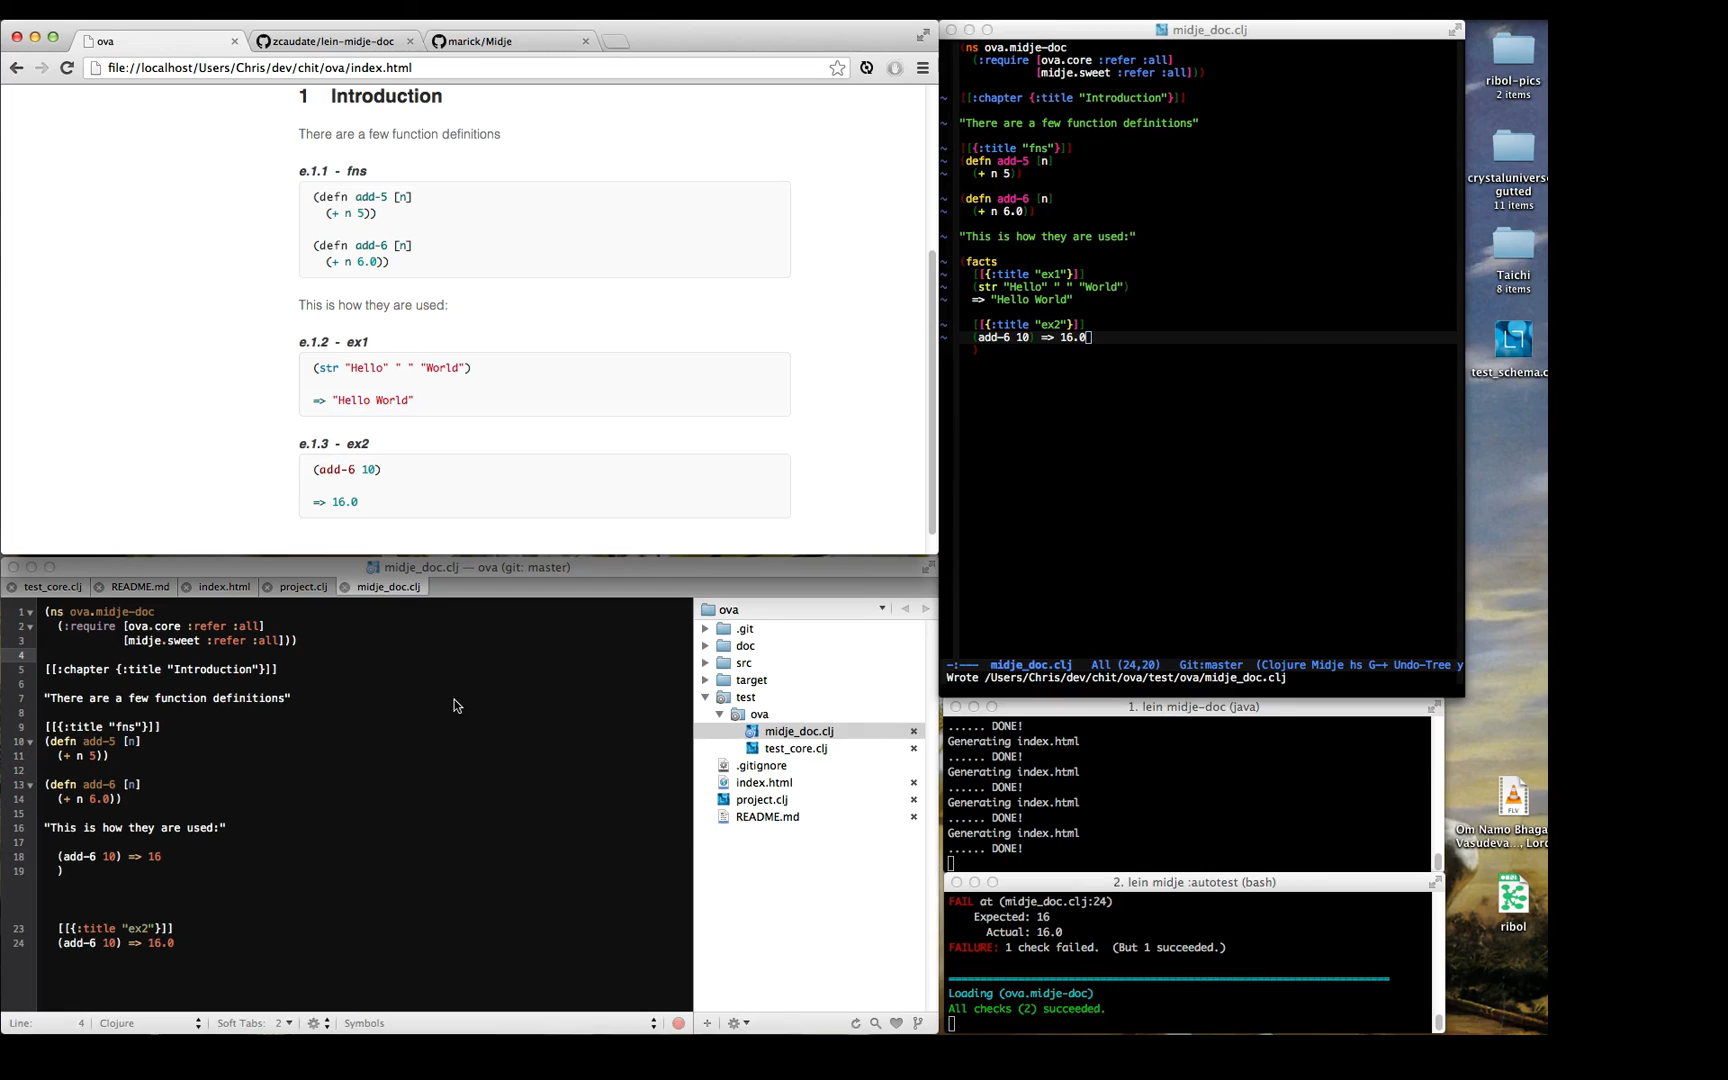 ova
zcaudate/lein-midje-doc
marick/Midje
file://localhost/Users/Chris/dev/chit/ova/index.html
1 Introduction
There are a few function definitions
e.1.1 - fns
(defn add-5 [n]
(+ n 5))
(defn add-6 [n]
(+ n 6.0))
This is how they are used:
e.1.2 - ex1
(str "Hello" " " "World")
=> "Hello World"
e.1.3 - ex2
(add-6 10)
=> 16.0
midje_doc.clj
(ns ova.midje-doc
(:require [ova.core :refer :all]
[midje.sweet :refer :all]))
~ [[:chapter {:title "Introduction"}]]
~ "There are a few function definitions"
~ [[{:title "fns"}]]
~ (defn add-5 [n]
~ (+ n 5))
~ (defn add-6 [n]
~ (+ n 6.0))
~ "This is how they are used:"
~ (facts
~ [[{:title "ex1"}]]
~ (str "Hello" " " "World")
~ => "Hello World"
~ [[{:title "ex2"}]]
~ (add-6 10) => 16.0
)
-:--- midje_doc.clj All (24,20) Git:master (Clojure Midje hs G-+ Undo-Tree y
Wrote /Users/Chris/dev/chit/ova/test/ova/midje_doc.clj
midje_doc.clj — ova (git: master)
test_core.clj
README.md
index.html
project.clj
midje_doc.clj
1 (ns ova.midje-doc
2 (:require [ova.core :refer :all]
3 [midje.sweet :refer :all]))
4
5 [[:chapter {:title "Introduction"}]]
6
7 "There are a few function definitions"
8
9 [[{:title "fns"}]]
10 (defn add-5 [n]
11 (+ n 5))
12
13 (defn add-6 [n]
14 (+ n 6.0))
15
16 "This is how they are used:"
17
18 (add-6 10) => 16
19 )
23 [[{:title "ex2"}]]
24 (add-6 10) => 16.0
Line: 4 Clojure Soft Tabs: 2 Symbols
ova
.git
doc
src
target
test
ova
midje_doc.clj
test_core.clj
.gitignore
index.html
project.clj
README.md
1. lein midje-doc (java)
...... DONE!
Generating index.html
...... DONE!
Generating index.html
...... DONE!
Generating index.html
...... DONE!
Generating index.html
...... DONE!
2. lein midje :autotest (bash)
FAIL at (midje_doc.clj:24)
Expected: 16
Actual: 16.0
FAILURE: 1 check failed. (But 1 succeeded.)
Loading (ova.midje-doc)
All checks (2) succeeded.
ribol-pics
2 items
crystaluniverse
gutted
11 items
Taichi
8 items
test_schema.c
FLV
Om Namo Bhaga
Vasudeva..., Lord
ribol